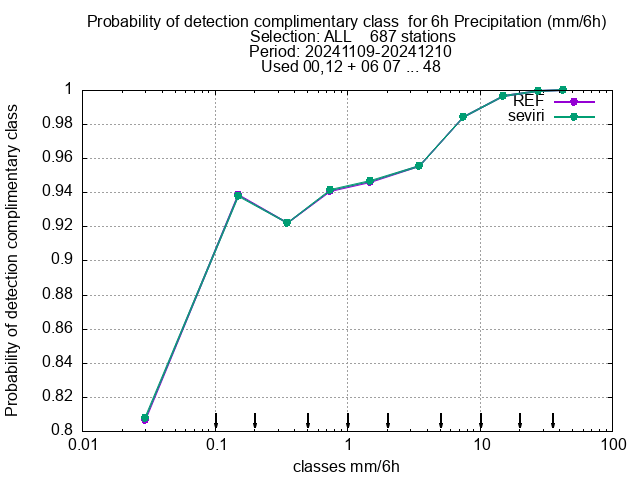 Probability of detection complimentary class  for 6h Precipitation (mm/6h)
Selection: ALL    687 stations
Period: 20241109-20241210
Used 00,12 + 06 07 ... 48
Probability of detection complimentary class
1
0.98
0.96
0.94
0.92
0.9
0.88
0.86
0.84
0.82
0.8
REF
seviri
0.01 0.1 1 10 100
classes mm/6h